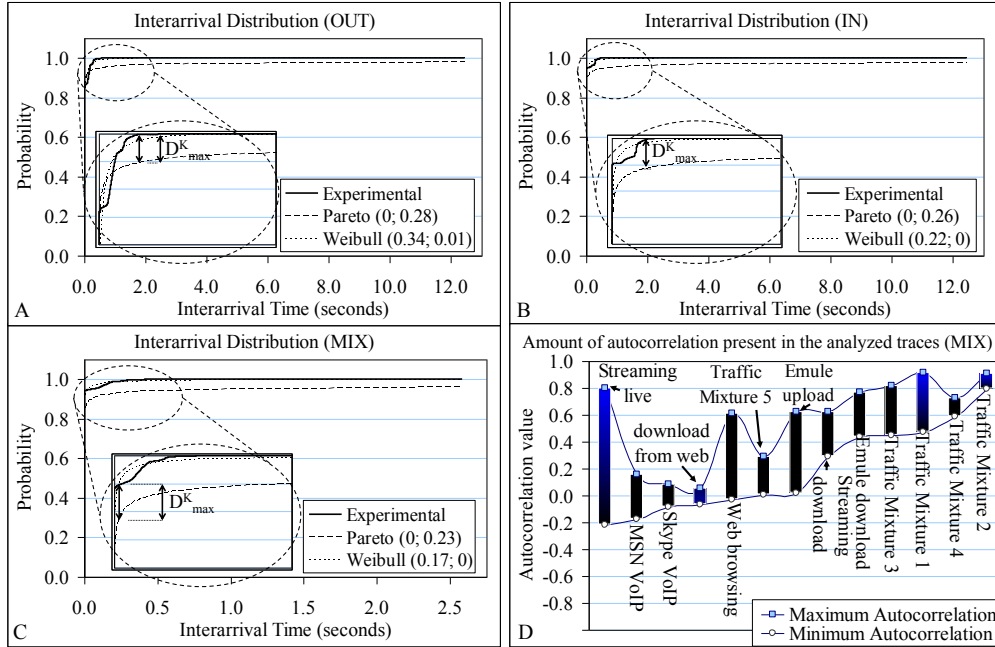 Interarrival Distribution (OUT)
Probability
1.0
0.8
0.6
0.4
0.2
0.0
D^K_max
Experimental
Pareto (0; 0.28)
Weibull (0.34; 0.01)
0.0 2.0 4.0 6.0 8.0 10.0 12.0
A Interarrival Time (seconds)
Interarrival Distribution (IN)
Probability
1.0
0.8
0.6
0.4
0.2
0.0
D^K_max
Experimental
Pareto (0; 0.26)
Weibull (0.22; 0)
0.0 2.0 4.0 6.0 8.0 10.0 12.0
B Interarrival Time (seconds)
Interarrival Distribution (MIX)
Probability
1.0
0.8
0.6
0.4
0.2
0.0
D^K_max
Experimental
Pareto (0; 0.23)
Weibull (0.17; 0)
0.0 0.5 1.0 1.5 2.0 2.5
C Interarrival Time (seconds)
Amount of autocorrelation present in the analyzed traces (MIX)
Autocorrelation value
1.0
0.8
0.6
0.4
0.2
0.0
-0.2
-0.4
-0.6
-0.8
Streaming
live
MSN VoIP
Skype VoIP
download
from web
Web browsing
Traffic
Mixture 5
Emule
upload
Streaming
download
Emule download
Traffic Mixture 3
Traffic Mixture 1
Traffic Mixture 4
Traffic Mixture 2
Maximum Autocorrelation
Minimum Autocorrelation
D